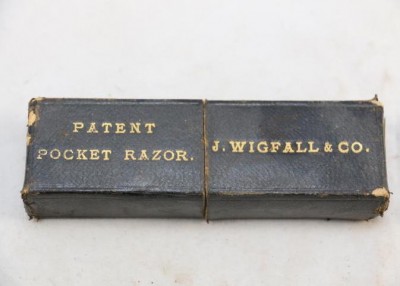 PATENT
POCKET RAZOR.
J. WIGFALL & CO.